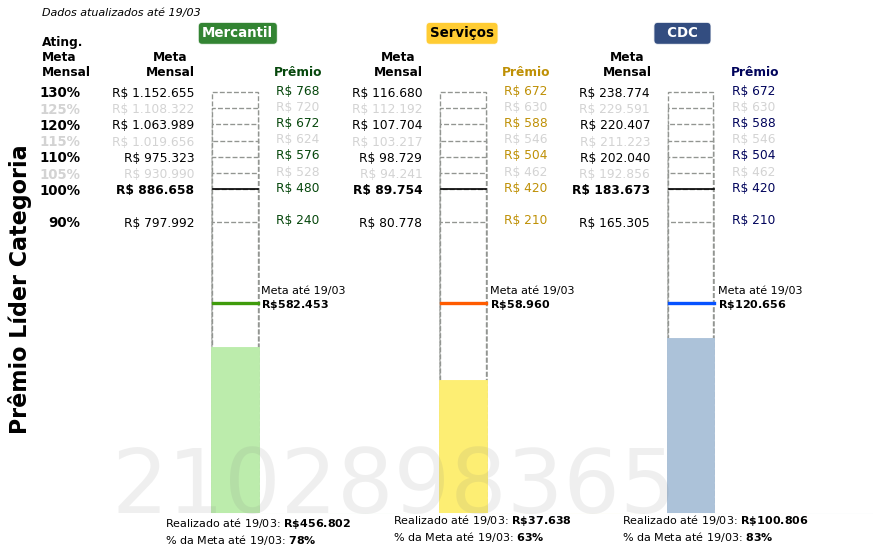 Dados atualizados até 19/03
Mercantil Serviços CDC
Ating.
Meta Meta Meta Meta
Mensal Mensal Prêmio Mensal Prêmio Mensal Prêmio
130% R$ 1.152.655 R$ 768 R$ 116.680 R$ 672 R$ 238.774 R$ 672
125% R$ 1.108.322 R$ 720 R$ 112.192 R$ 630 R$ 229.591 R$ 630
120% R$ 1.063.989 R$ 672 R$ 107.704 R$ 588 R$ 220.407 R$ 588
115% R$ 1.019.656 R$ 624 R$ 103.217 R$ 546 R$ 211.223 R$ 546
110% R$ 975.323 R$ 576 R$ 98.729 R$ 504 R$ 202.040 R$ 504
105% R$ 930.990 R$ 528 R$ 94.241 R$ 462 R$ 192.856 R$ 462
100% R$ 886.658 R$ 480 R$ 89.754 R$ 420 R$ 183.673 R$ 420
90% R$ 797.992 R$ 240 R$ 80.778 R$ 210 R$ 165.305 R$ 210
Prêmio Líder Categoria
Meta até 19/03 Meta até 19/03 Meta até 19/03
R$582.453 R$58.960 R$120.656
2102898365
Realizado até 19/03: R$456.802 Realizado até 19/03: R$37.638 Realizado até 19/03: R$100.806
% da Meta até 19/03: 78% % da Meta até 19/03: 63% % da Meta até 19/03: 83%